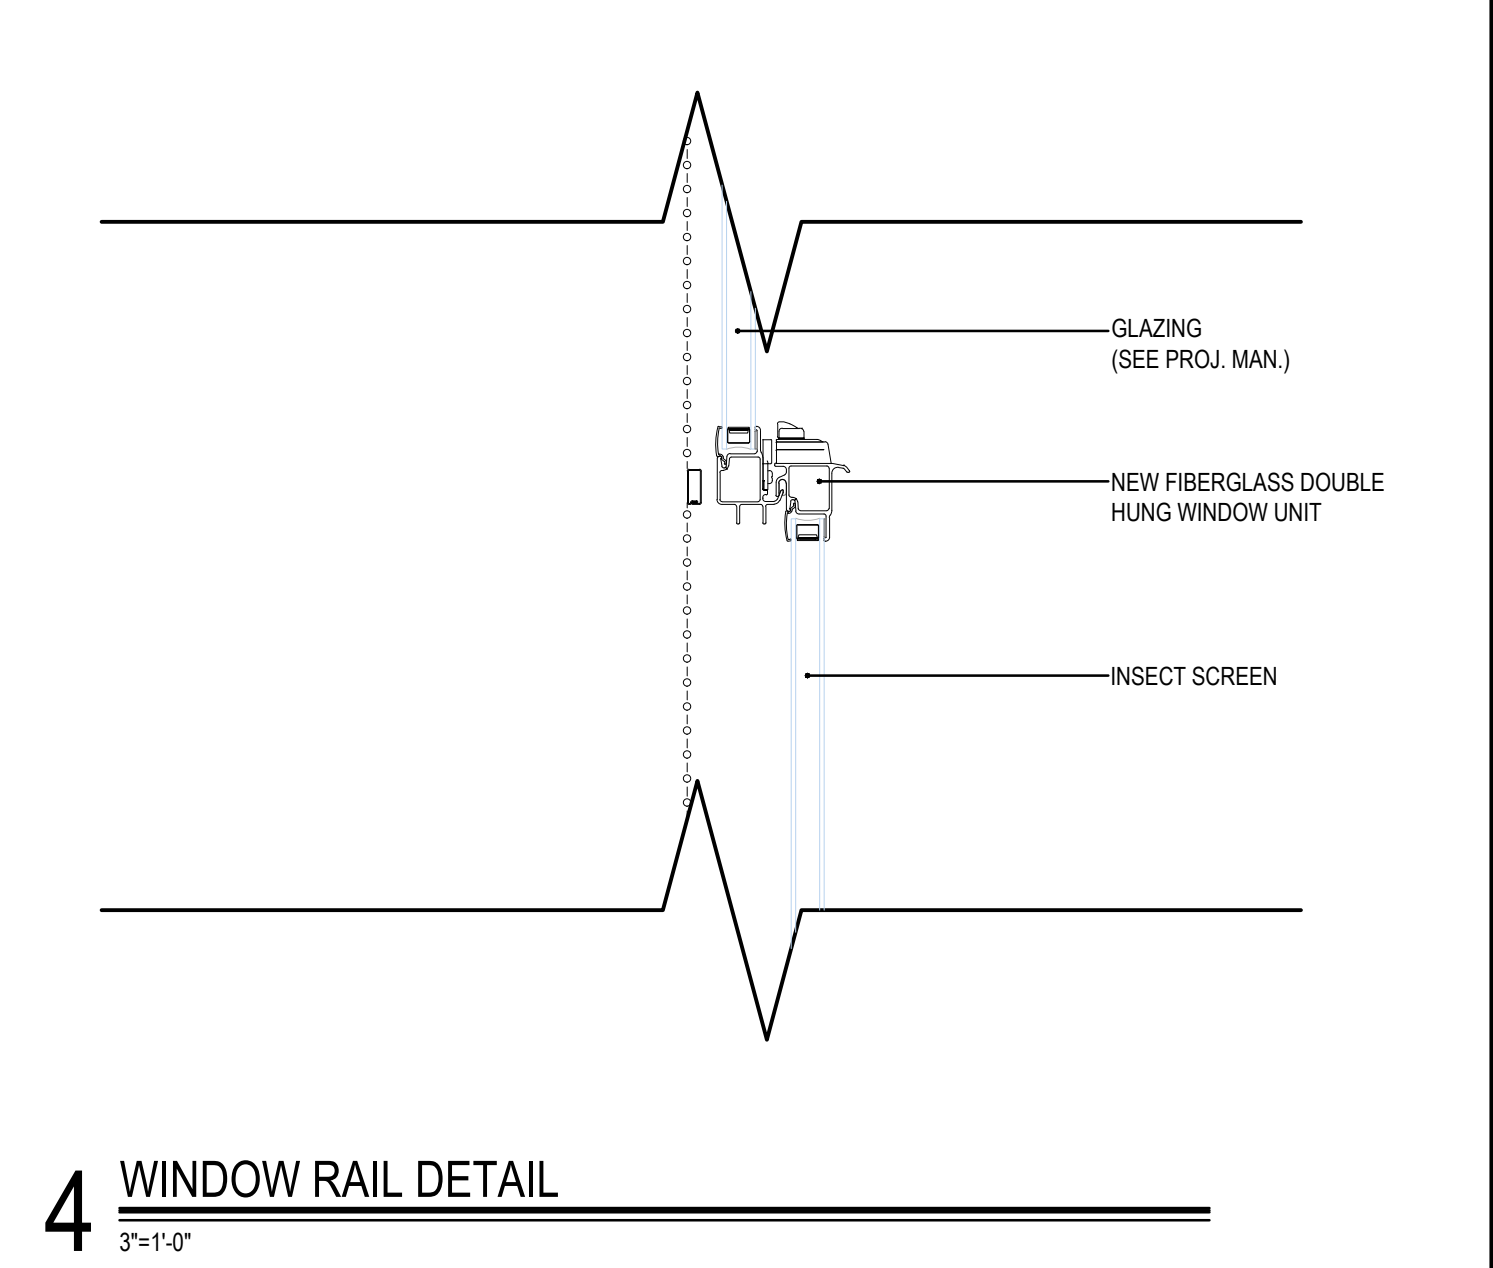 GLAZING
(SEE PROJ. MAN.)
NEW FIBERGLASS DOUBLE
HUNG WINDOW UNIT
INSECT SCREEN
4
WINDOW RAIL DETAIL
3"=1'-0"